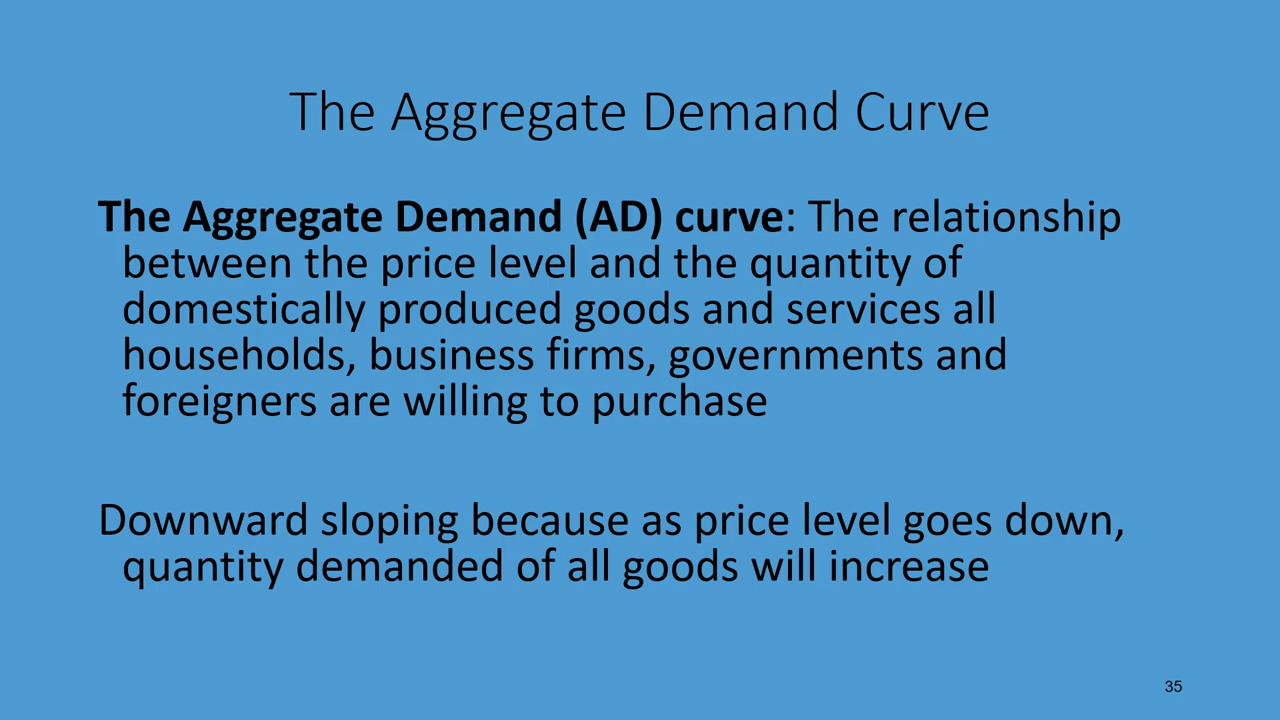 The Aggregate Demand Curve
The Aggregate Demand (AD) curve: The relationship
between the price level and the quantity of
domestically produced goods and services all
households, business firms, governments and
foreigners are willing to purchase
Downward sloping because as price level goes down,
quantity demanded of all goods will increase
35